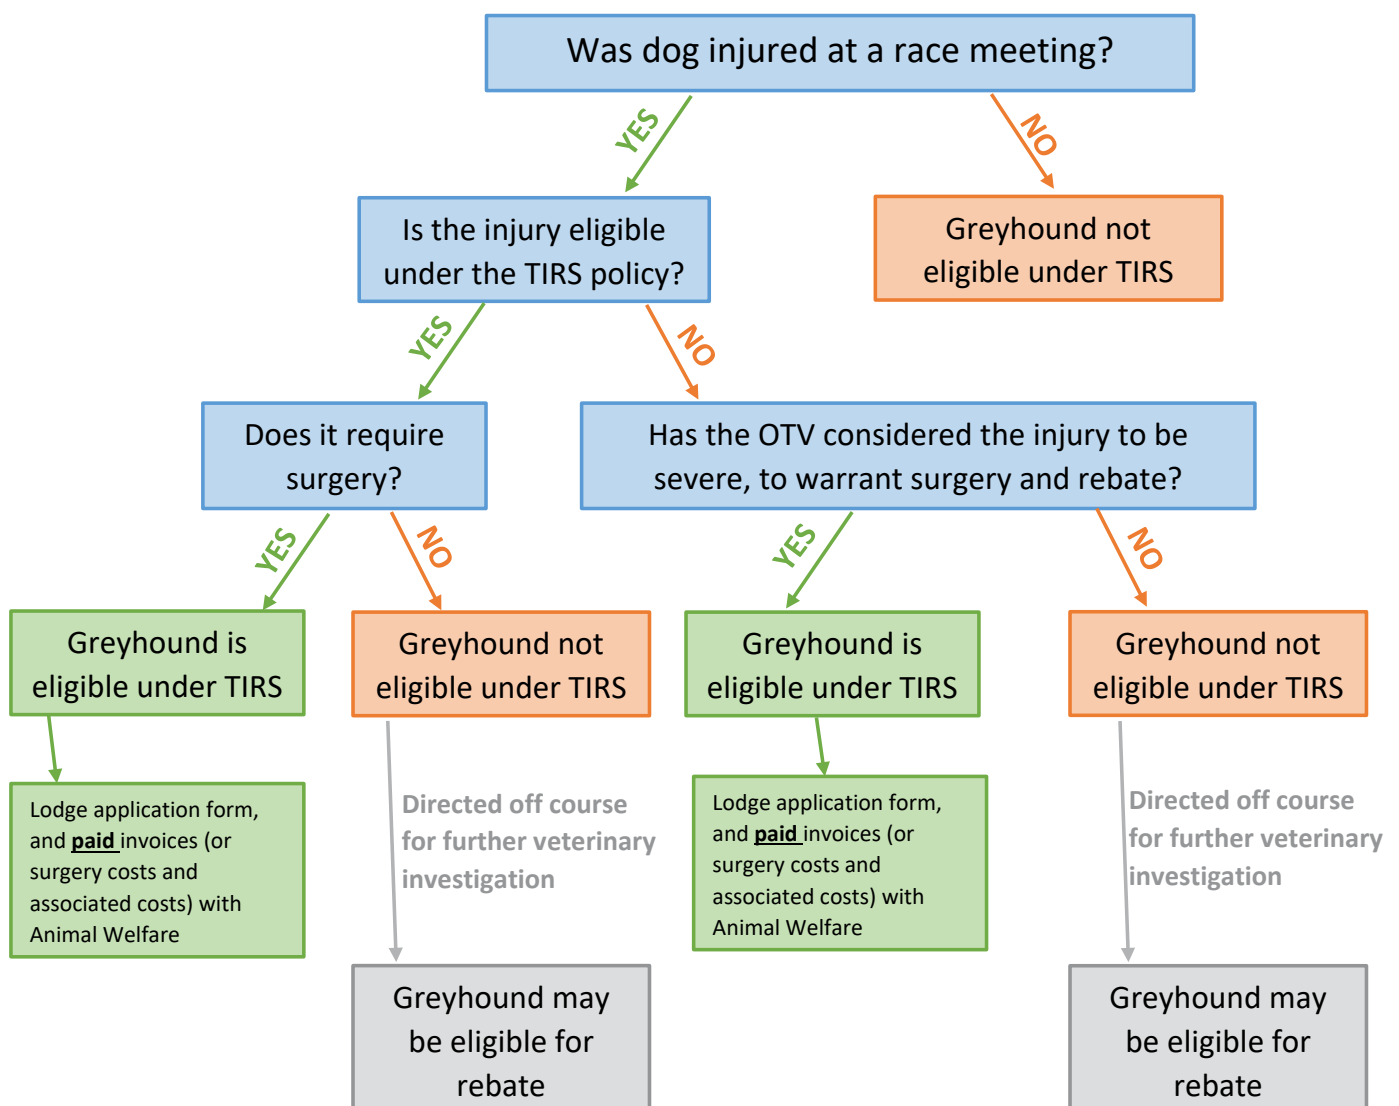 Was dog injured at a race meeting?
YES
NO
Is the injury eligible
under the TIRS policy?
Greyhound not
eligible under TIRS
YES
NO
Does it require
surgery?
Has the OTV considered the injury to be
severe, to warrant surgery and rebate?
YES
NO
YES
NO
Greyhound is
eligible under TIRS
Greyhound not
eligible under TIRS
Greyhound is
eligible under TIRS
Greyhound not
eligible under TIRS
Lodge application form,
and paid invoices (or
surgery costs and
associated costs) with
Animal Welfare
Directed off course
for further veterinary
investigation
Lodge application form,
and paid invoices (or
surgery costs and
associated costs) with
Animal Welfare
Directed off course
for further veterinary
investigation
Greyhound may
be eligible for
rebate
Greyhound may
be eligible for
rebate